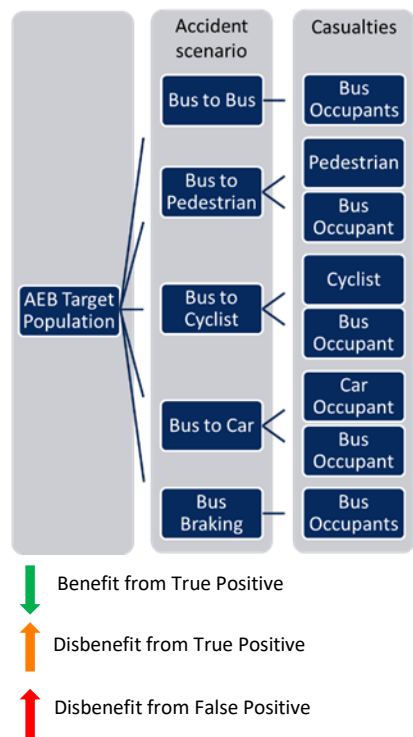 Accident
scenario
Casualties
AEB Target
Population
Bus to Bus
Bus
Occupants
Bus to
Pedestrian
Pedestrian
Bus
Occupant
Bus to
Cyclist
Cyclist
Bus
Occupant
Bus to Car
Car
Occupant
Bus
Occupant
Bus
Braking
Bus
Occupants
Benefit from True Positive
Disbenefit from True Positive
Disbenefit from False Positive